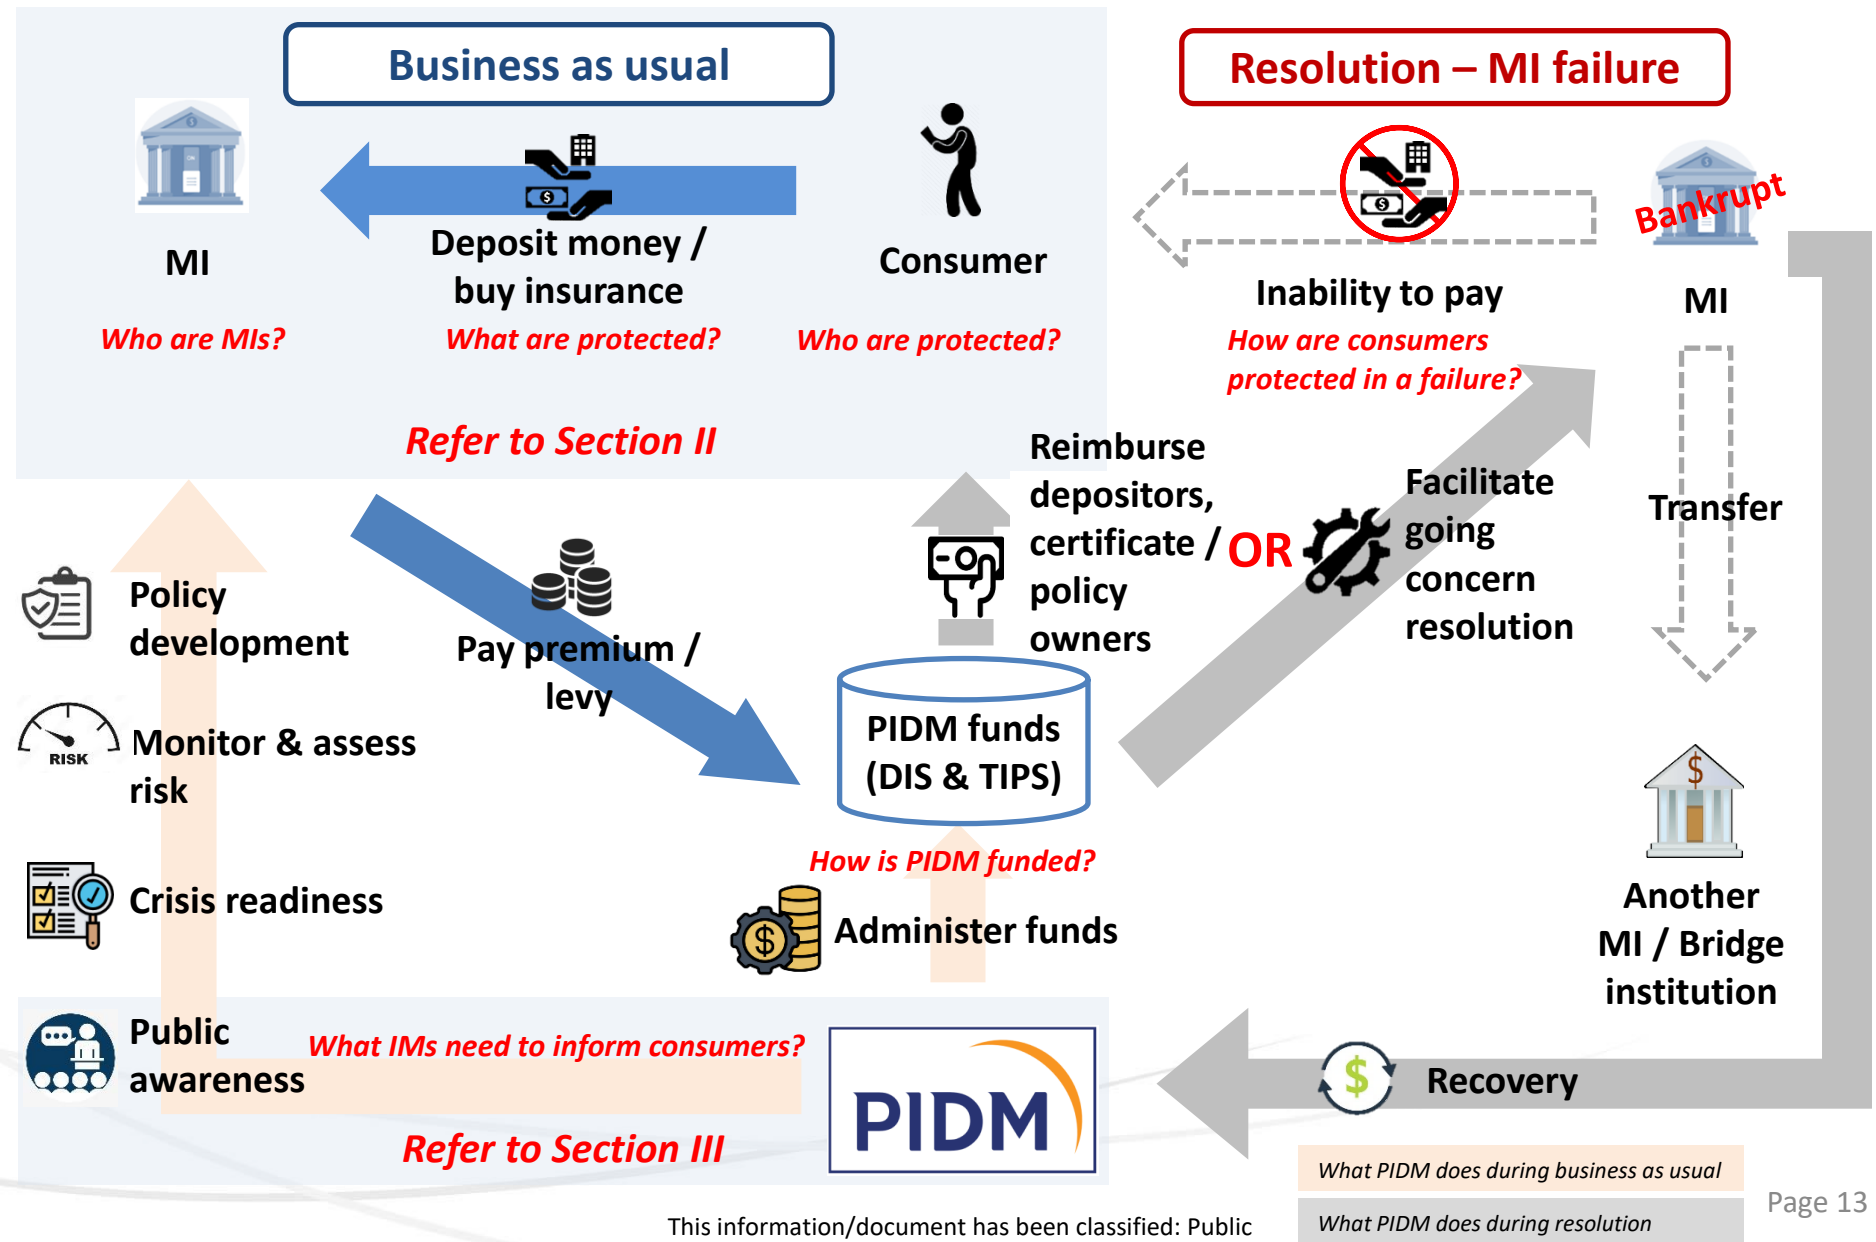 Business as usual
Resolution – MI failure
MI
Deposit money /
buy insurance
Consumer
Who are MIs?
What are protected?
Who are protected?
Refer to Section II
Bankrupt
Inability to pay
MI
How are consumers
protected in a failure?
Reimburse
depositors,
certificate /
policy
owners
OR
Facilitate
going
concern
resolution
Transfer
Policy
development
Pay premium /
levy
RISK
Monitor & assess
risk
PIDM funds
(DIS & TIPS)
How is PIDM funded?
$
Crisis readiness
$
Administer funds
Another
MI / Bridge
institution
Public
awareness
What IMs need to inform consumers?
PIDM
$
Recovery
Refer to Section III
What PIDM does during business as usual
What PIDM does during resolution
Page 13
This information/document has been classified: Public